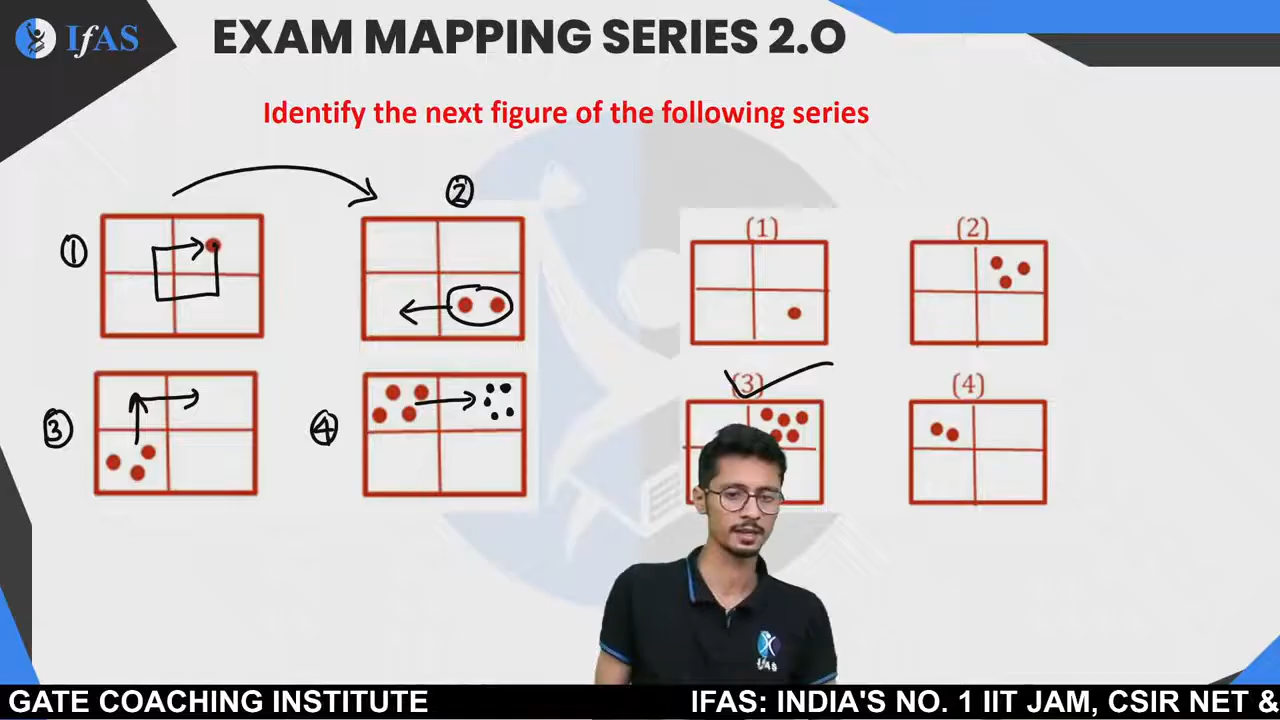 IfAS
EXAM MAPPING SERIES 2.0
Identify the next figure of the following series
①
②
③
④
(1)
(2)
(3)
(4)
IFAS
GATE COACHING INSTITUTE
IFAS: INDIA'S NO. 1 IIT JAM, CSIR NET &